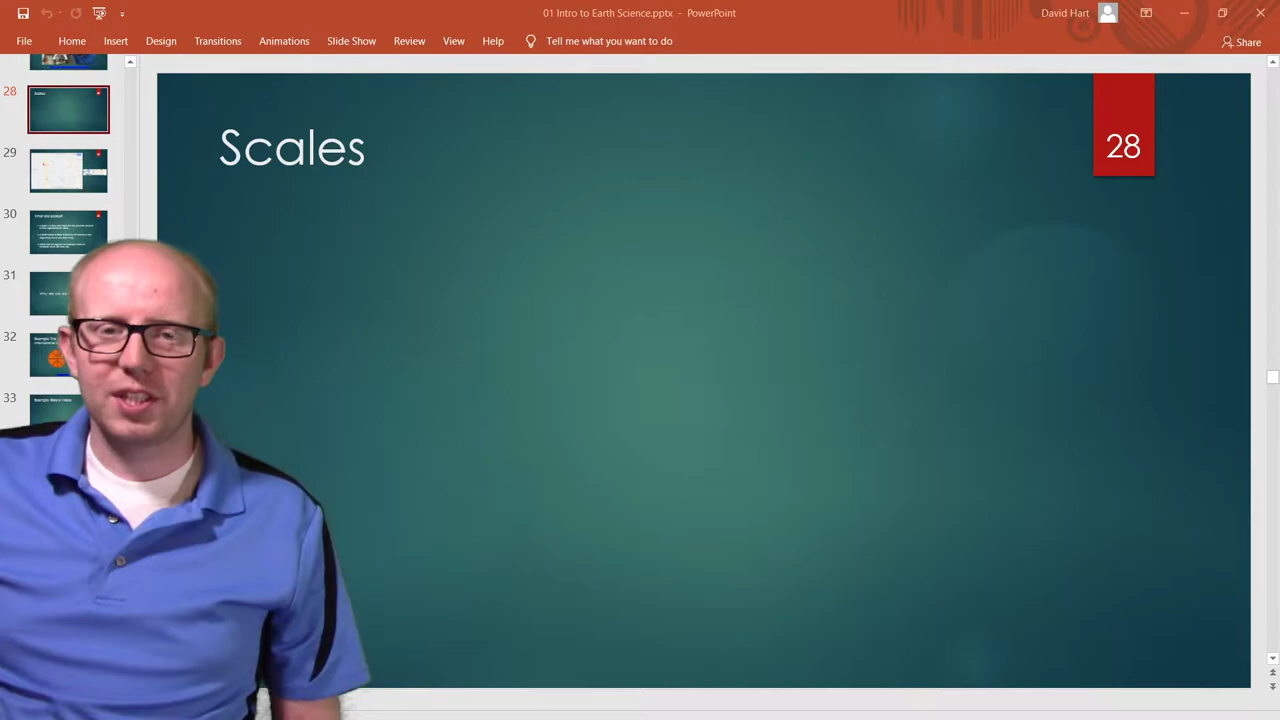 01 Intro to Earth Science.pptx - PowerPoint
David Hart
File Home Insert Design Transitions Animations Slide Show Review View Help Tell me what you want to do
Share
28
29
30
31
32
33
Scales
28